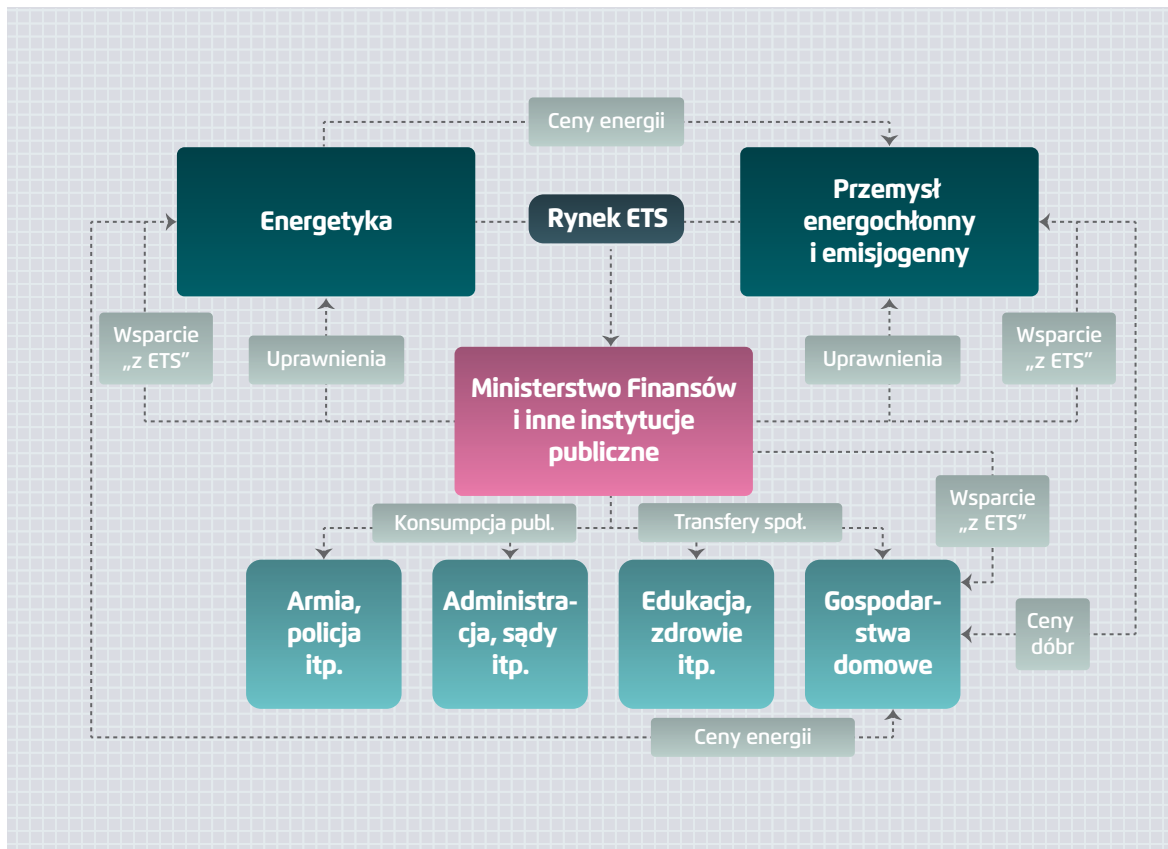 Ceny energii
Energetyka
Rynek ETS
Przemysł
energochłonny
i emisjogenny
Wsparcie
„z ETS”
Uprawnienia
Uprawnienia
Wsparcie
„z ETS”
Ministerstwo Finansów
i inne instytucje
publiczne
Wsparcie
„z ETS”
Konsumpcja publ.
Transfery społ.
Armia,
policja
itp.
Administra-
cja, sądy
itp.
Edukacja,
zdrowie
itp.
Gospodar-
stwa
domowe
Ceny
dóbr
Ceny energii